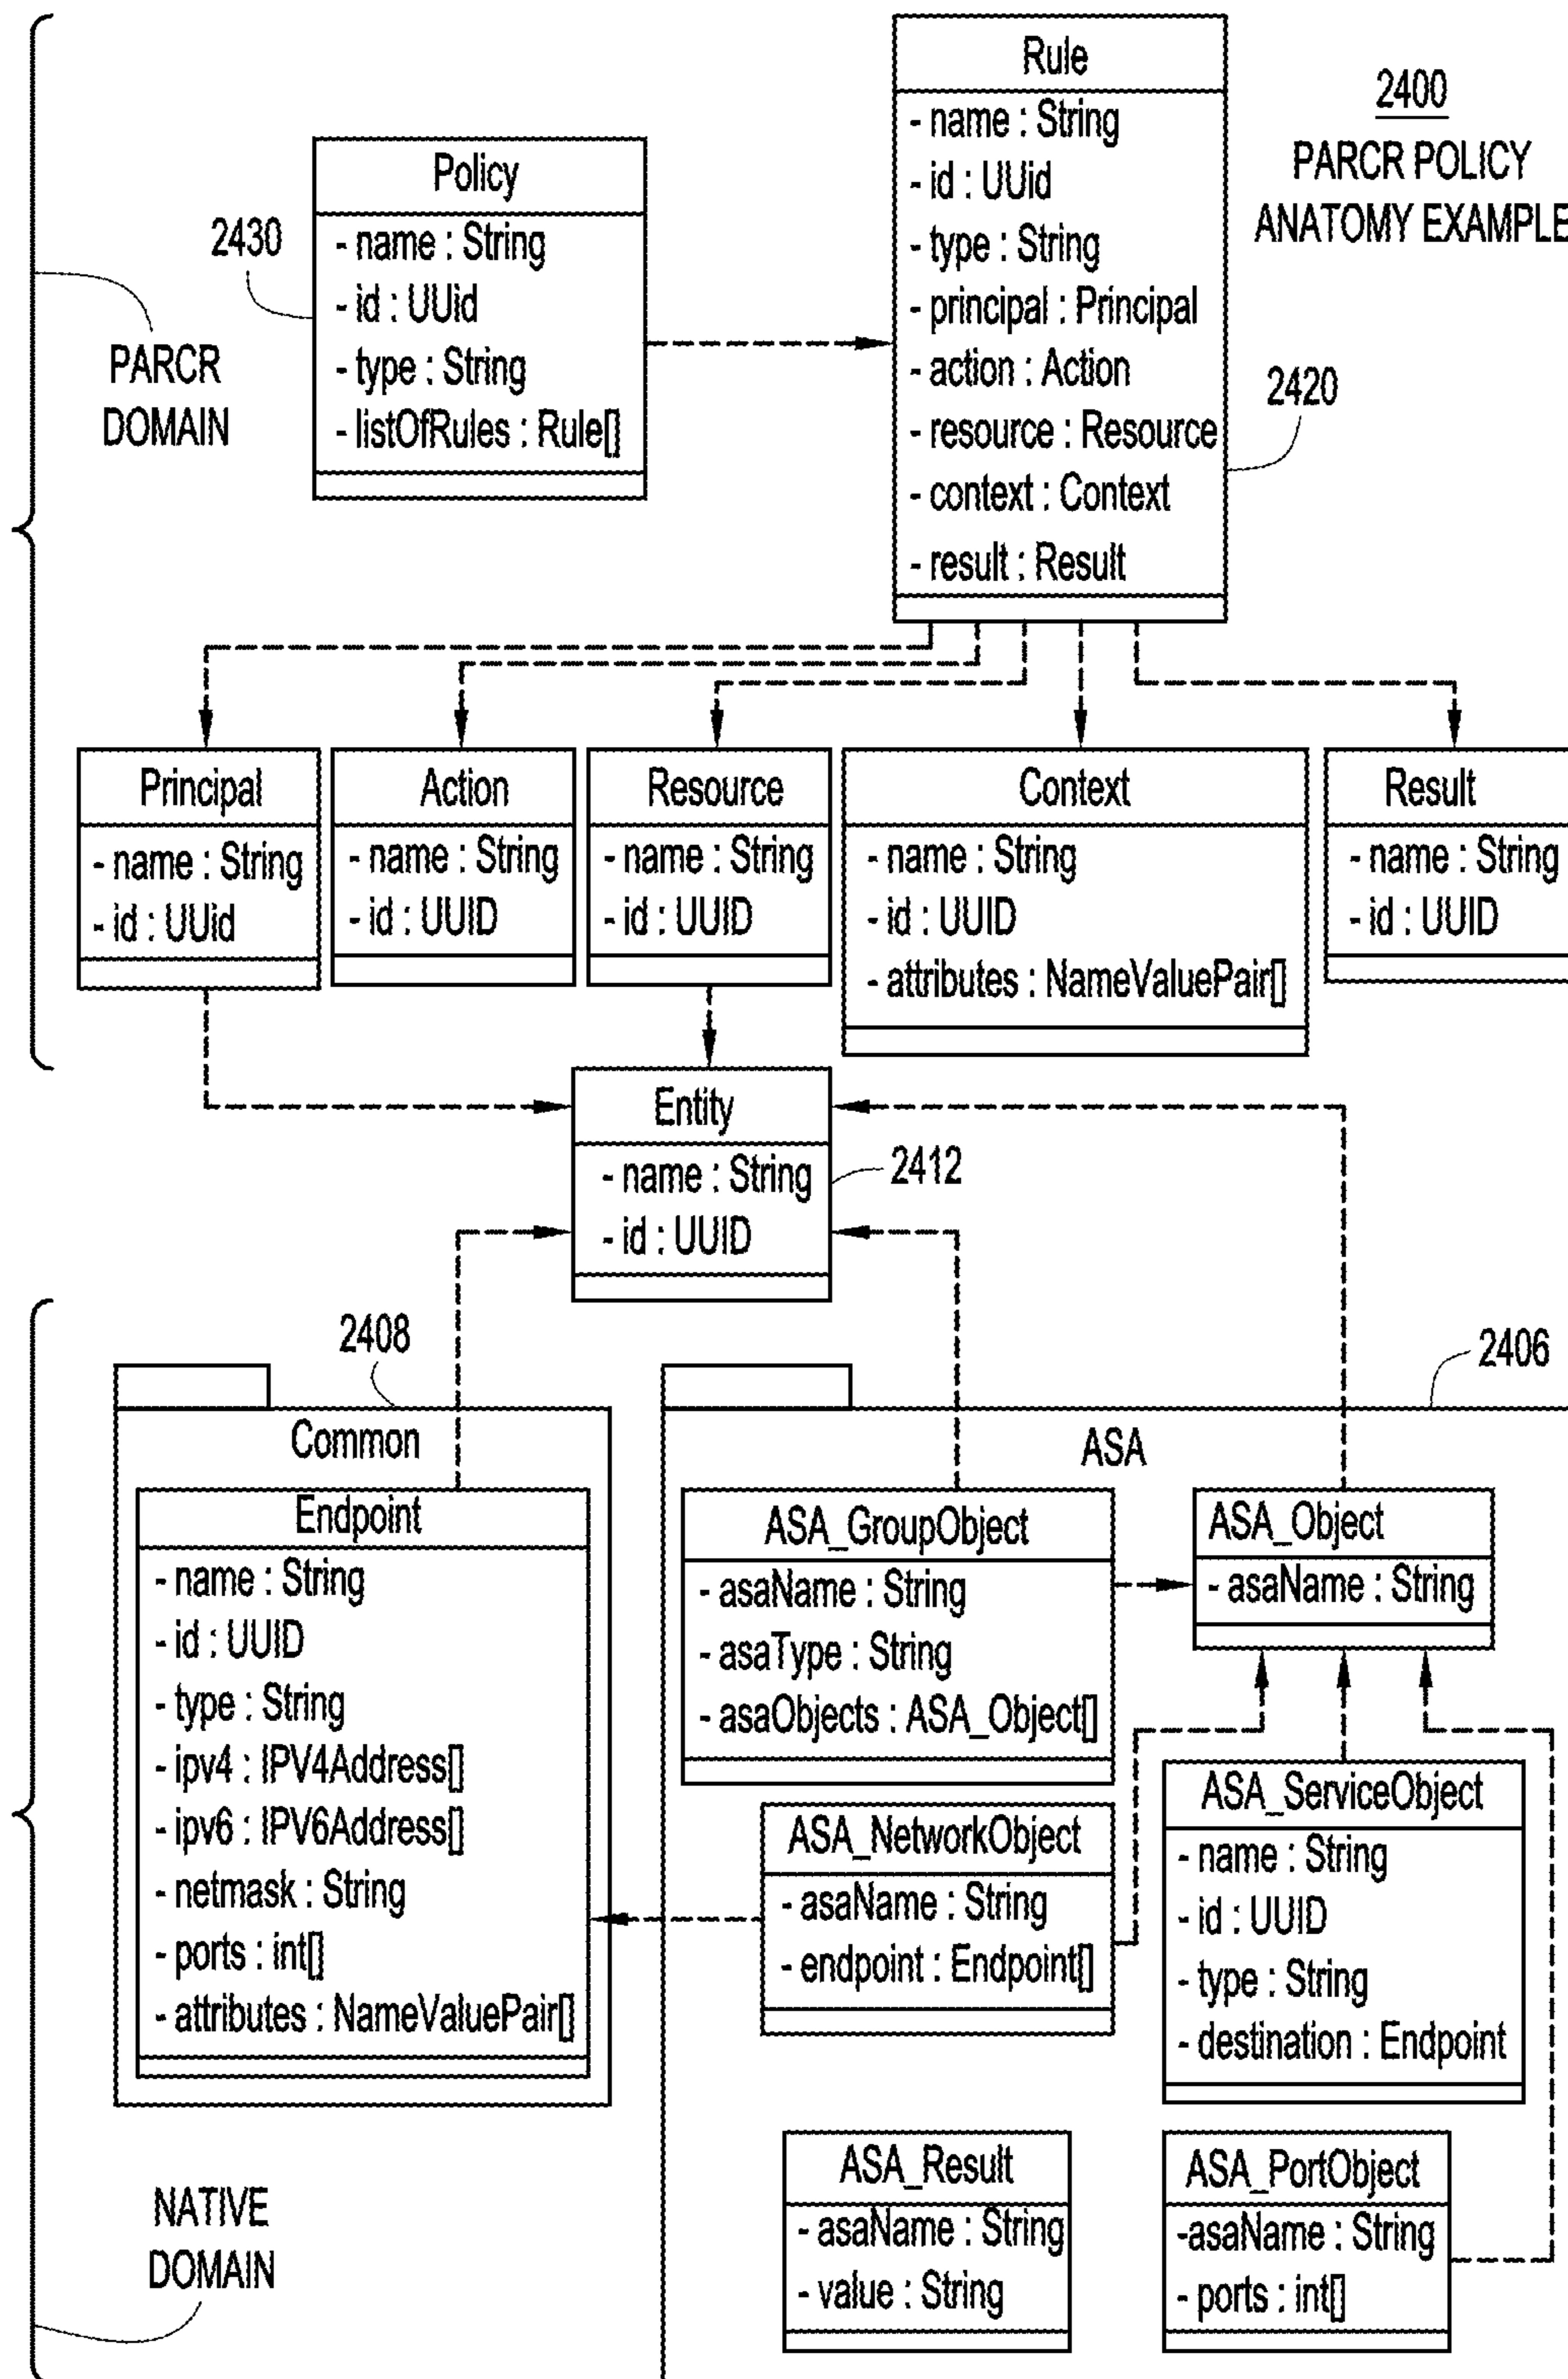 2400
PARCR POLICY
ANATOMY EXAMPLE
PARCR
DOMAIN
2430
Policy
- name : String
- id : UUid
- type : String
- listOfRules : Rule[]
Rule
- name : String
- id : UUid
- type : String
- principal : Principal
- action : Action
- resource : Resource
- context : Context
- result : Result
2420
Principal
- name : String
- id : UUid
Action
- name : String
- id : UUID
Resource
- name : String
- id : UUID
Context
- name : String
- id : UUID
- attributes : NameValuePair[]
Result
- name : String
- id : UUID
Entity
- name : String
- id : UUID
2412
2408
Common
Endpoint
- name : String
- id : UUID
- type : String
- ipv4 : IPV4Address[]
- ipv6 : IPV6Address[]
- netmask : String
- ports : int[]
- attributes : NameValuePair[]
2406
ASA
ASA_GroupObject
- asaName : String
- asaType : String
- asaObjects : ASA_Object[]
ASA_Object
- asaName : String
ASA_NetworkObject
- asaName : String
- endpoint : Endpoint[]
ASA_ServiceObject
- name : String
- id : UUID
- type : String
- destination : Endpoint
ASA_Result
- asaName : String
- value : String
ASA_PortObject
-asaName : String
- ports : int[]
NATIVE
DOMAIN